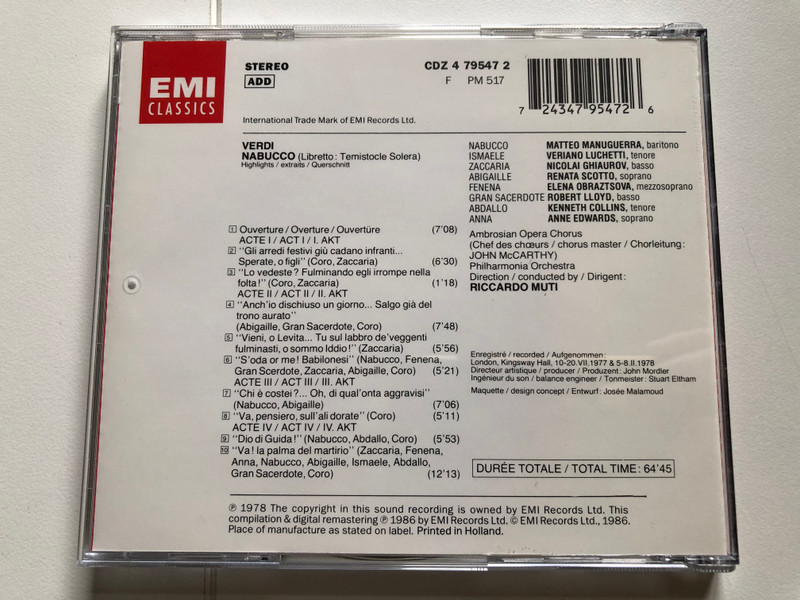 EMI
CLASSICS
STEREO
ADD
CDZ 4 79547 2
F PM 517
7 24347 95472 6
International Trade Mark of EMI Records Ltd.
VERDI
NABUCCO (Libretto: Temistocle Solera)
Highlights / extraits / Querschnitt
1 Ouverture / Overture / Ouvertüre (7'08)
ACTE I / ACT I / I. AKT
2 "Gli arredi festivi giù cadano infranti...
Sperate, o figli" (Coro, Zaccaria) (6'30)
3 "Lo vedeste? Fulminando egli irrompe nella
folta!" (Coro, Zaccaria) (1'18)
ACTE II / ACT II / II. AKT
4 "Anch'io dischiuso un giorno... Salgo già del
trono aurato"
(Abigaille, Gran Sacerdote, Coro) (7'48)
5 "Vieni, o Levita... Tu sul labbro de'veggenti
fulminasti, o sommo Iddio!" (Zaccaria) (5'56)
6 "S'oda or me! Babilonesi" (Nabucco, Fenena,
Gran Scerdote, Zaccaria, Abigaille, Coro) (5'21)
ACTE III / ACT III / III. AKT
7 "Chi è costei?... Oh, di qual'onta aggravisi"
(Nabucco, Abigaille) (7'06)
8 "Va, pensiero, sull'ali dorate" (Coro) (5'11)
ACTE IV / ACT IV / IV. AKT
9 "Dio di Guida!" (Nabucco, Abdallo, Coro) (5'53)
10 "Va! la palma del martirio" (Zaccaria, Fenena,
Anna, Nabucco, Abigaille, Ismaele, Abdallo,
Gran Sacerdote, Coro) (12'13)
NABUCCO MATTEO MANUGUERRA, baritono
ISMAELE VERIANO LUCHETTI, tenore
ZACCARIA NICOLAI GHIAUROV, basso
ABIGAILLE RENATA SCOTTO, soprano
FENENA ELENA OBRAZTSOVA, mezzosoprano
GRAN SACERDOTE ROBERT LLOYD, basso
ABDALLO KENNETH COLLINS, tenore
ANNA ANNE EDWARDS, soprano
Ambrosian Opera Chorus
(Chef des chœurs / chorus master / Chorleitung:
JOHN McCARTHY)
Philharmonia Orchestra
Direction / conducted by / Dirigent:
RICCARDO MUTI
Enregistré / recorded / Aufgenommen:
London, Kingsway Hall, 10-20.VII.1977 & 5-8.II.1978
Directeur artistique / producer / Produzent: John Mordler
Ingénieur du son / balance engineer / Tonmeister: Stuart Eltham
Maquette / design concept / Entwurf: Josée Malamoud
DURÉE TOTALE / TOTAL TIME: 64'45
℗ 1978 The copyright in this sound recording is owned by EMI Records Ltd. This
compilation & digital remastering ℗ 1986 by EMI Records Ltd. © EMI Records Ltd., 1986.
Place of manufacture as stated on label. Printed in Holland.